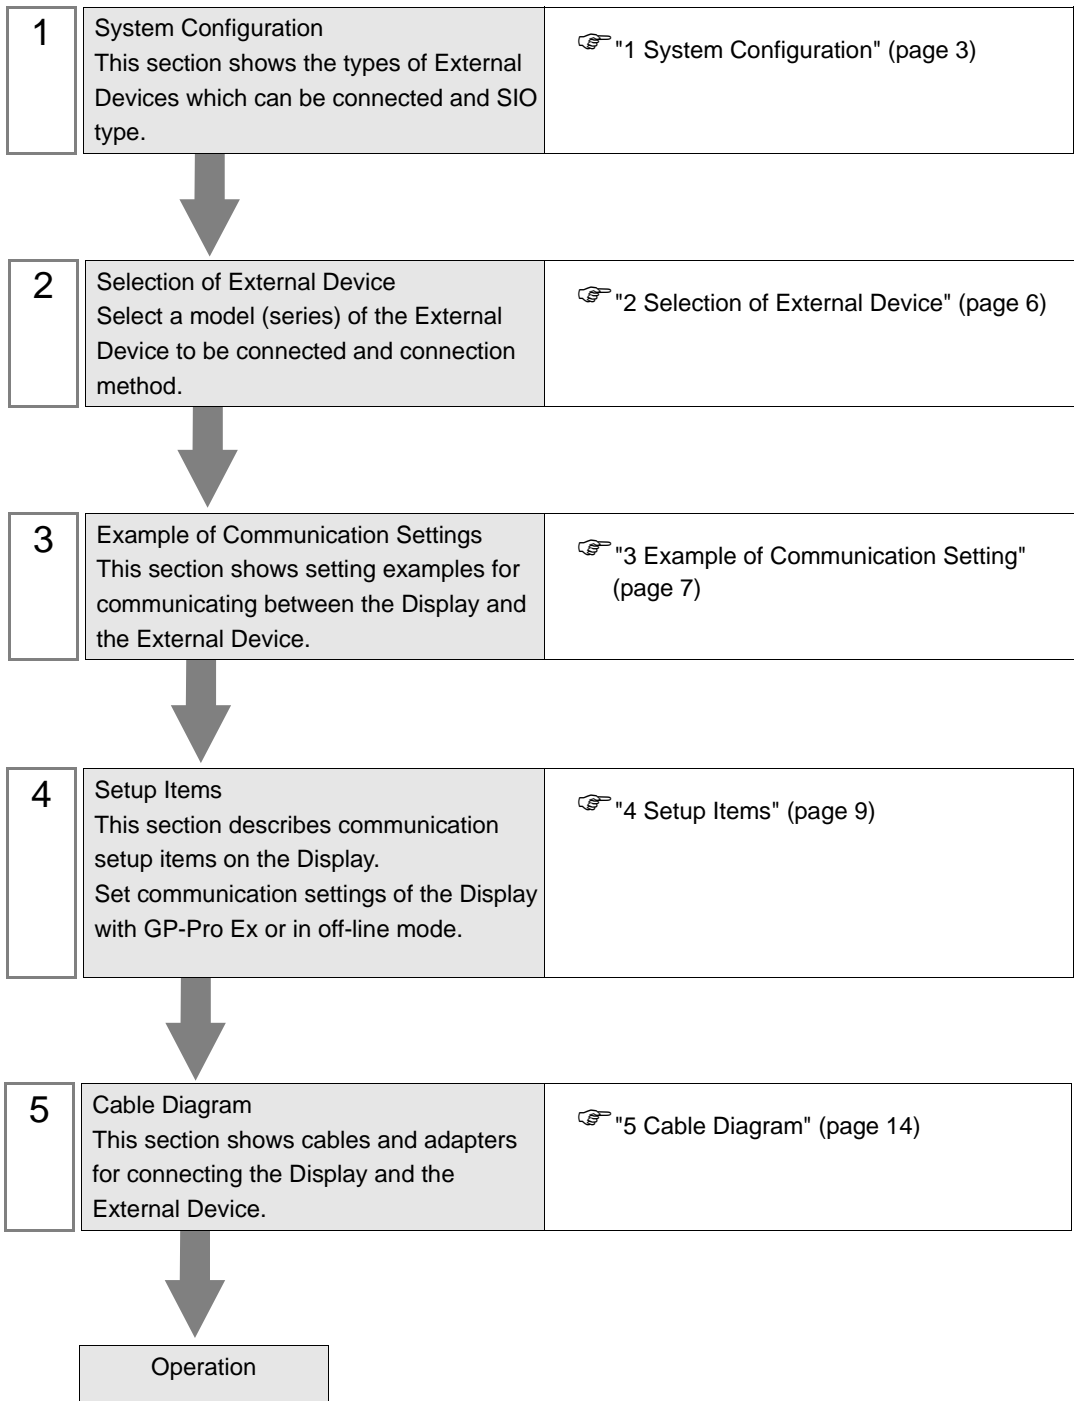 1
System Configuration
This section shows the types of External
Devices which can be connected and SIO
type.
"1 System Configuration" (page 3)
2
Selection of External Device
Select a model (series) of the External
Device to be connected and connection
method.
"2 Selection of External Device" (page 6)
3
Example of Communication Settings
This section shows setting examples for
communicating between the Display and
the External Device.
"3 Example of Communication Setting"
(page 7)
4
Setup Items
This section describes communication
setup items on the Display.
Set communication settings of the Display
with GP-Pro Ex or in off-line mode.
"4 Setup Items" (page 9)
5
Cable Diagram
This section shows cables and adapters
for connecting the Display and the
External Device.
"5 Cable Diagram" (page 14)
Operation